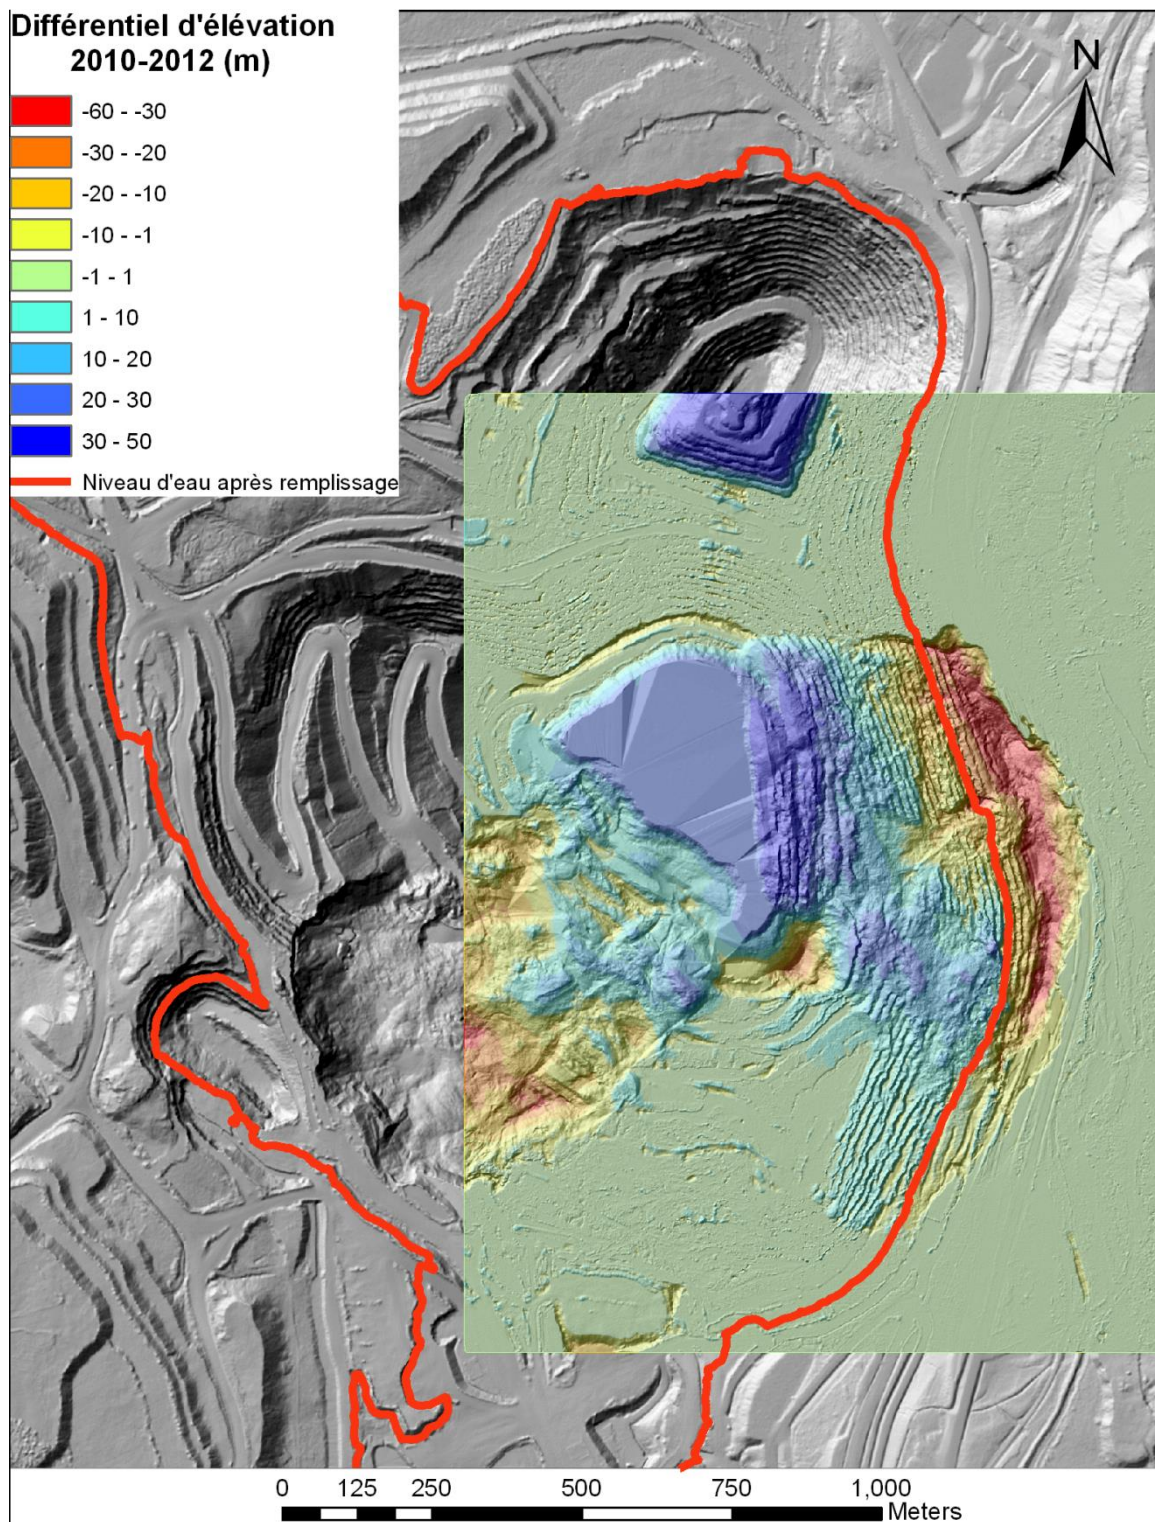 Différentiel d'élévation
2010-2012 (m)
-60 - -30
-30 - -20
-20 - -10
-10 - -1
-1 - 1
1 - 10
10 - 20
20 - 30
30 - 50
Niveau d'eau après remplissage
N
0 125 250 500 750 1,000
Meters